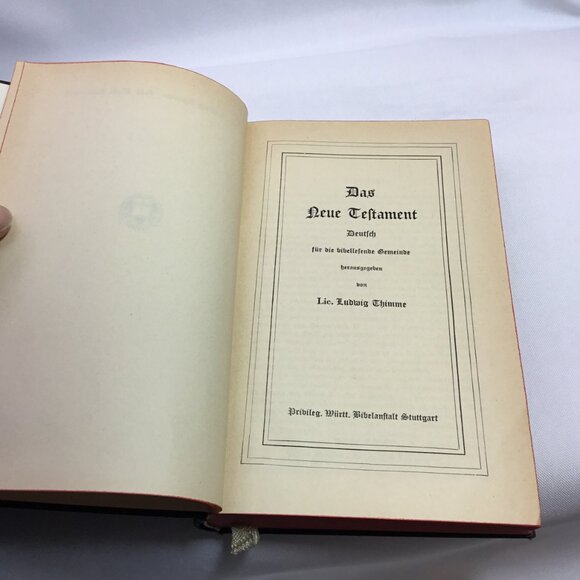 Das
Neue Testament
Deutsch
für die bibellesende Gemeinde
herausgegeben
von
Lic. Ludwig Thimme
Privileg. Württ. Bibelanstalt Stuttgart